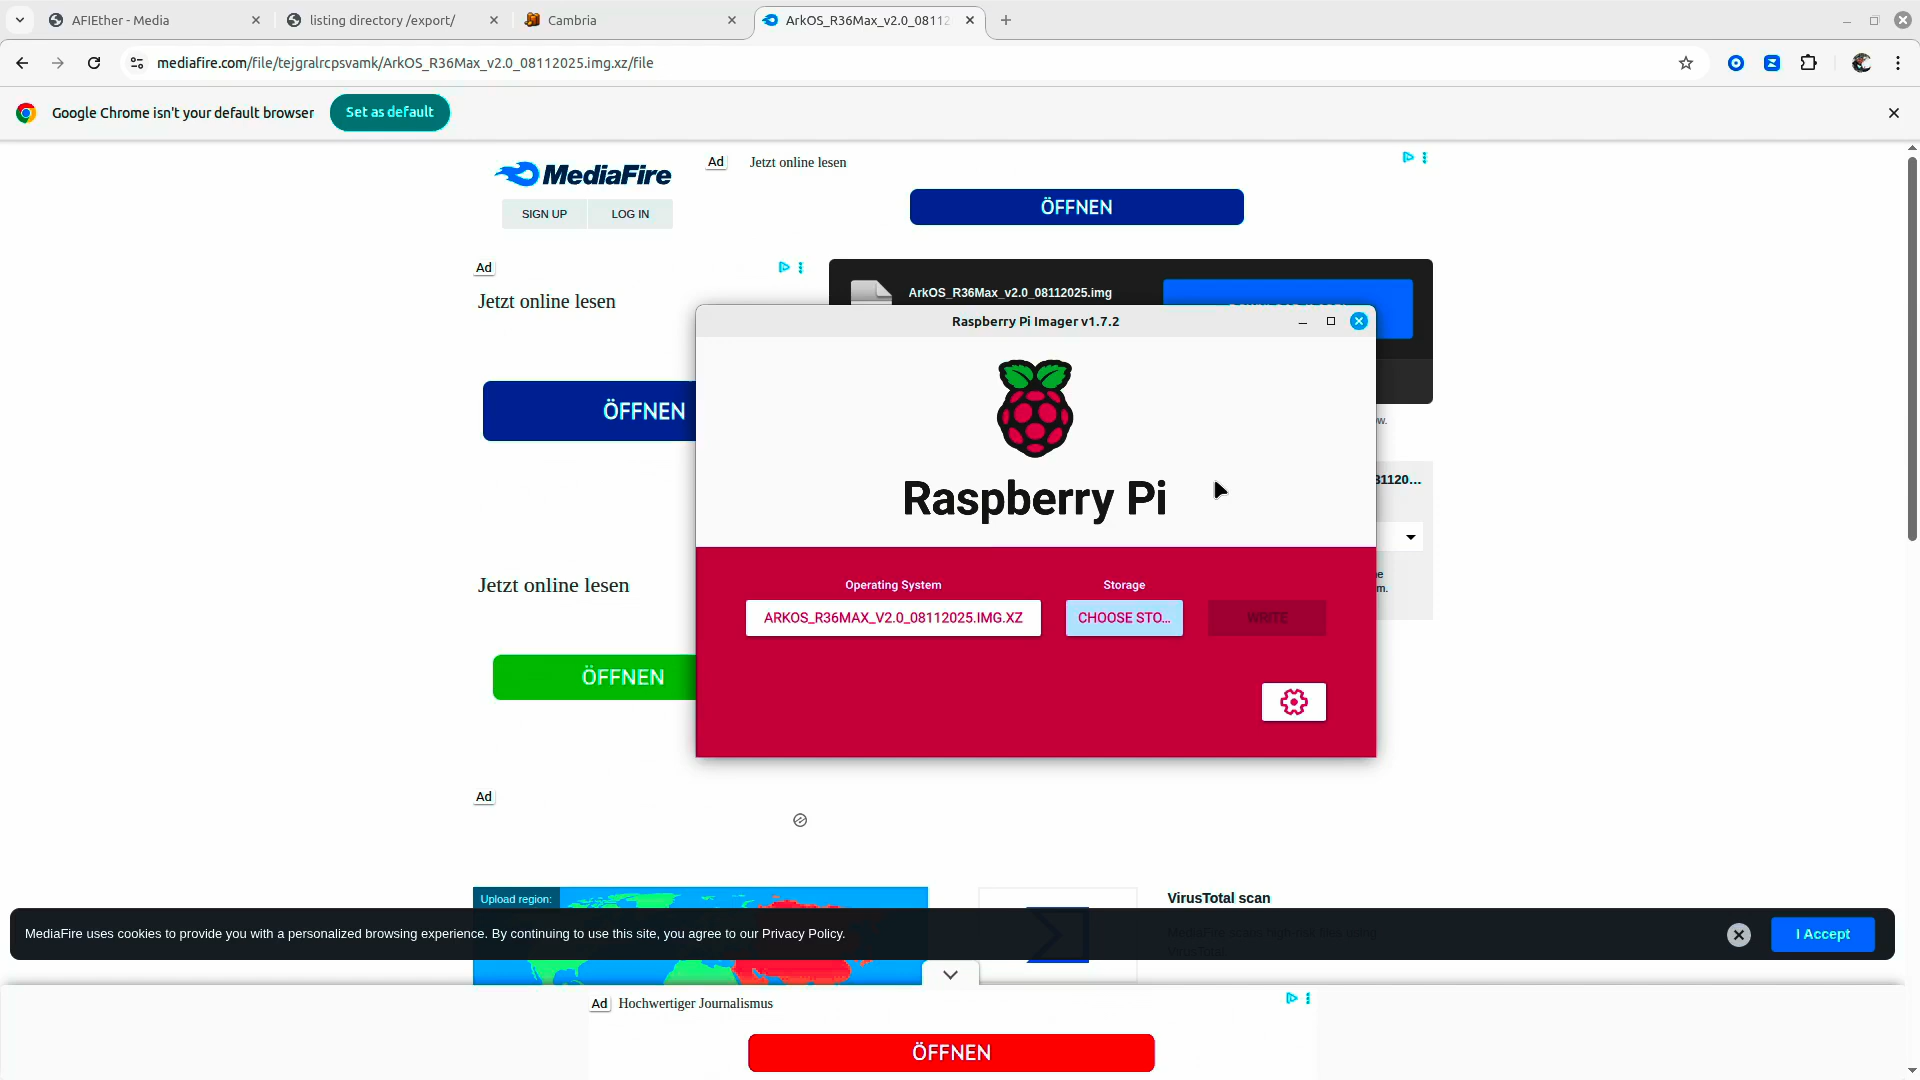 AFIEther - Media
listing directory /export/
Cambria
ArkOS_R36Max_v2.0_08112
mediafire.com/file/tejgralrcpsvamk/ArkOS_R36Max_v2.0_08112025.img.xz/file
Google Chrome isn't your default browser
Set as default
MediaFire
SIGN UP
LOG IN
Ad
Jetzt online lesen
ÖFFNEN
Ad
Jetzt online lesen
ÖFFNEN
ArkOS_R36Max_v2.0_08112025.img
Raspberry Pi Imager v1.7.2
Raspberry Pi
Operating System
Storage
ARKOS_R36MAX_V2.0_08112025.IMG.XZ
CHOOSE STO...
WRITE
ow.
81120...
Jetzt online lesen
ÖFFNEN
Ad
Upload region:
VirusTotal scan
MediaFire uses cookies to provide you with a personalized browsing experience. By continuing to use this site, you agree to our Privacy Policy.
I Accept
Ad
Hochwertiger Journalismus
ÖFFNEN